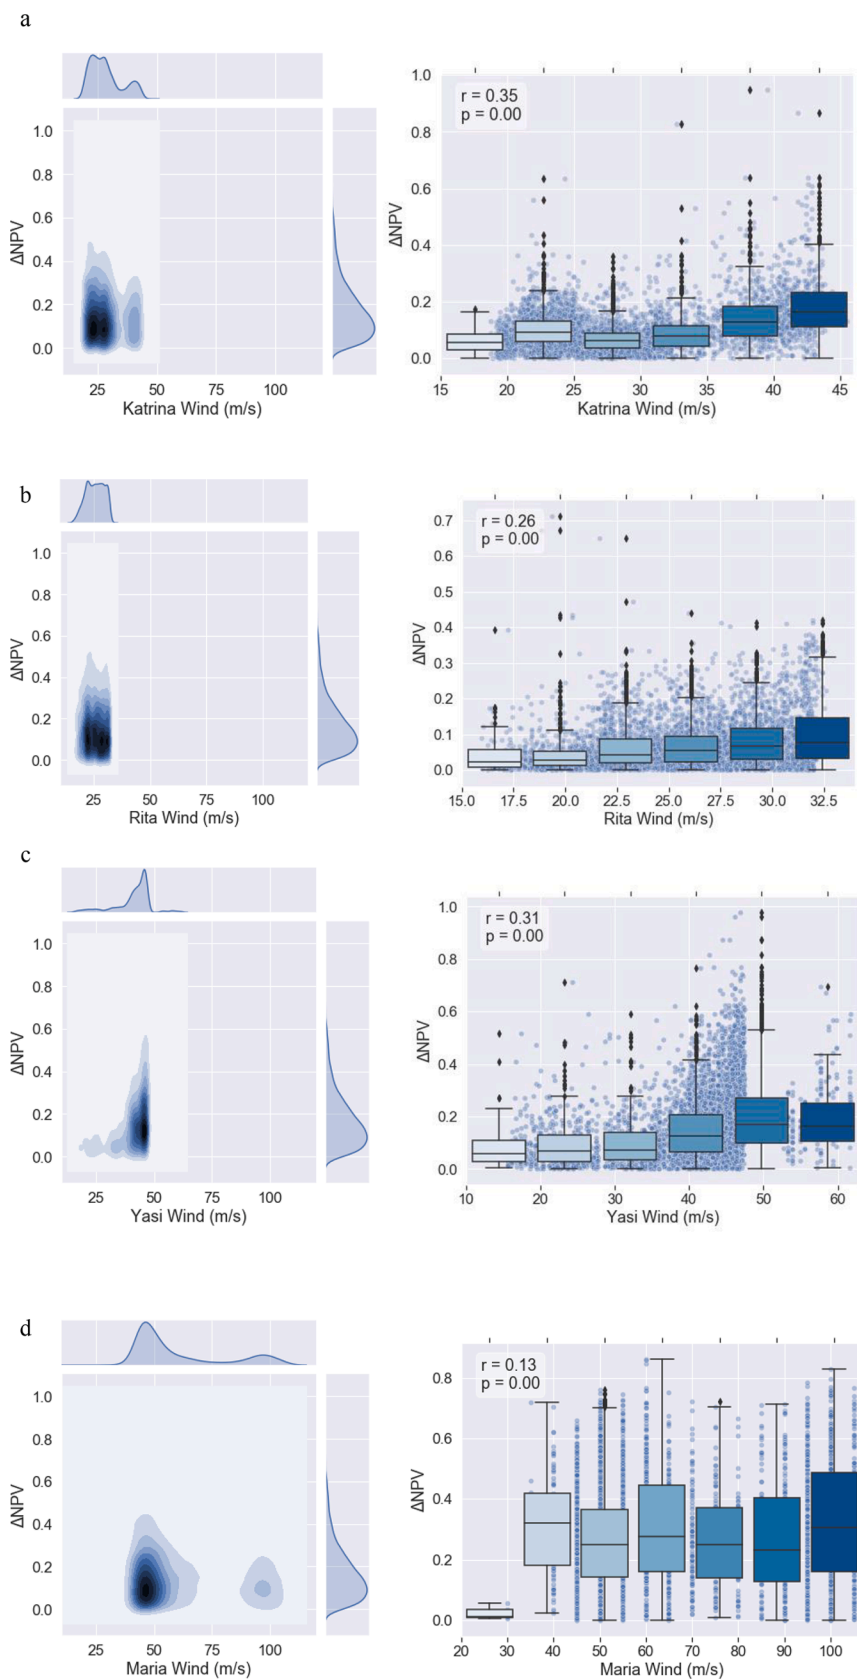 a
1.0
0.8
0.6
0.4
0.2
0.0
ΔNPV
25 50 75 100
Katrina Wind (m/s)
r = 0.35
p = 0.00
1.0
0.8
0.6
0.4
0.2
0.0
ΔNPV
15 20 25 30 35 40 45
Katrina Wind (m/s)
b
1.0
0.8
0.6
0.4
0.2
0.0
ΔNPV
25 50 75 100
Rita Wind (m/s)
r = 0.26
p = 0.00
0.7
0.6
0.5
0.4
0.3
0.2
0.1
0.0
ΔNPV
15.0 17.5 20.0 22.5 25.0 27.5 30.0 32.5
Rita Wind (m/s)
c
1.0
0.8
0.6
0.4
0.2
0.0
ΔNPV
25 50 75 100
Yasi Wind (m/s)
r = 0.31
p = 0.00
1.0
0.8
0.6
0.4
0.2
0.0
ΔNPV
10 20 30 40 50 60
Yasi Wind (m/s)
d
1.0
0.8
0.6
0.4
0.2
0.0
ΔNPV
25 50 75 100
Maria Wind (m/s)
r = 0.13
p = 0.00
0.8
0.6
0.4
0.2
0.0
ΔNPV
20 30 40 50 60 70 80 90 100
Maria Wind (m/s)